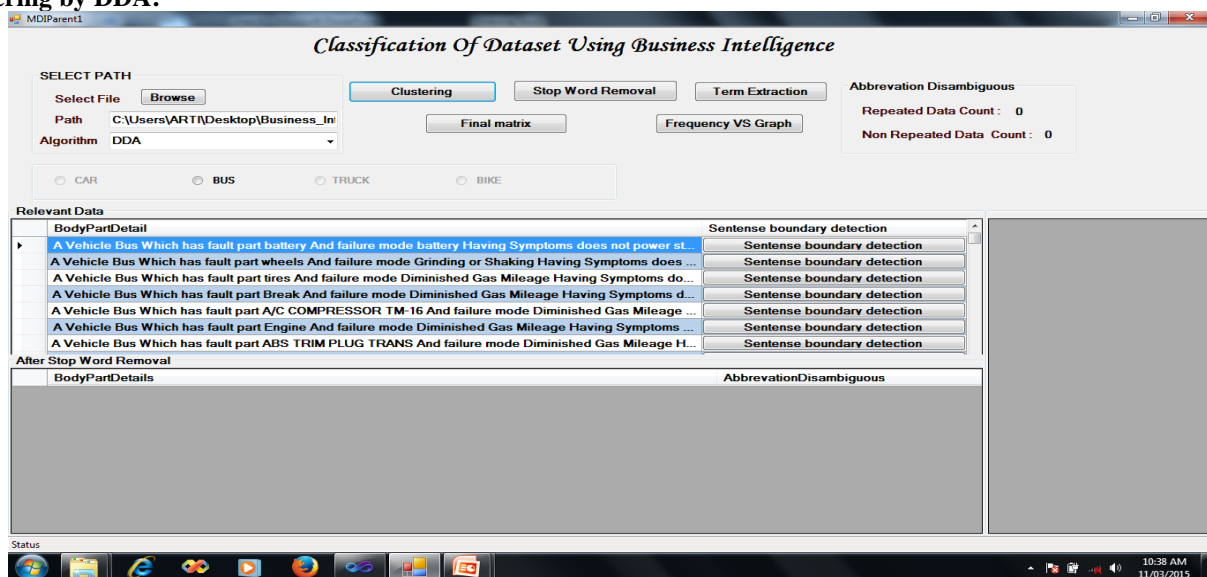 ering by DDA:
MDIParent1
Classification Of Dataset Using Business Intelligence
SELECT PATH
Select File Browse
Path C:\Users\ARTI\Desktop\Business_In
Algorithm DDA
Clustering Stop Word Removal Term Extraction
Final matrix Frequency VS Graph
Abbrevation Disambiguous
Repeated Data Count : 0
Non Repeated Data Count : 0
CAR BUS TRUCK BIKE
Relevant Data
BodyPartDetail Sentense boundary detection
A Vehicle Bus Which has fault part battery And failure mode battery Having Symptoms does not power st... Sentense boundary detection
A Vehicle Bus Which has fault part wheels And failure mode Grinding or Shaking Having Symptoms does ... Sentense boundary detection
A Vehicle Bus Which has fault part tires And failure mode Diminished Gas Mileage Having Symptoms do... Sentense boundary detection
A Vehicle Bus Which has fault part Break And failure mode Diminished Gas Mileage Having Symptoms d... Sentense boundary detection
A Vehicle Bus Which has fault part A/C COMPRESSOR TM-16 And failure mode Diminished Gas Mileage ... Sentense boundary detection
A Vehicle Bus Which has fault part Engine And failure mode Diminished Gas Mileage Having Symptoms ... Sentense boundary detection
A Vehicle Bus Which has fault part ABS TRIM PLUG TRANS And failure mode Diminished Gas Mileage H... Sentense boundary detection
After Stop Word Removal
BodyPartDetails AbbrevationDisambiguous
Status
10:38 AM
11/03/2015